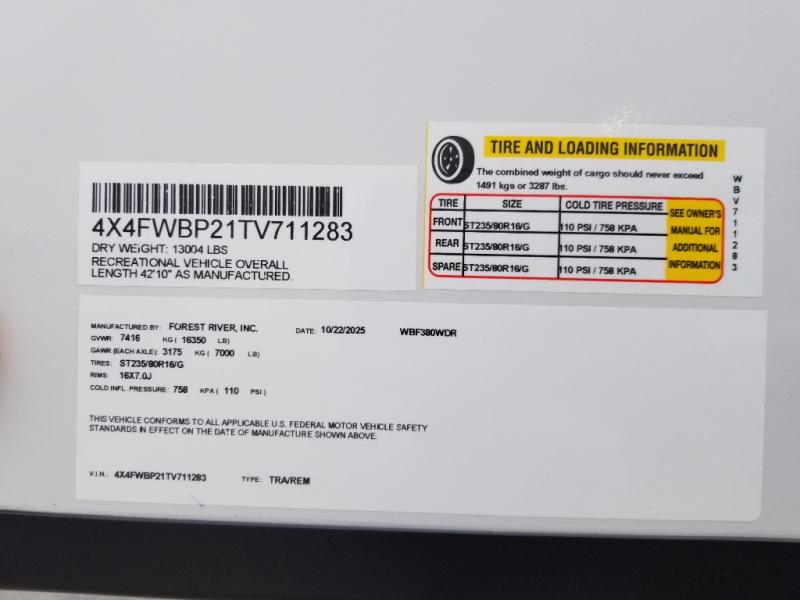 4X4FWBP21TV711283
DRY WEIGHT: 13004 LBS
RECREATIONAL VEHICLE OVERALL
LENGTH 42'10" AS MANUFACTURED.
TIRE AND LOADING INFORMATION
The combined weight of cargo should never exceed
1491 kgs or 3287 lbs.
TIRE SIZE COLD TIRE PRESSURE SEE OWNER'S
FRONT ST235/80R16/G 110 PSI / 758 KPA MANUAL FOR
REAR ST235/80R16/G 110 PSI / 758 KPA ADDITIONAL
SPARE ST235/80R16/G 110 PSI / 758 KPA INFORMATION
WBV711283
MANUFACTURED BY: FOREST RIVER, INC. DATE: 10/22/2025 WBF380WDR
GVWR: 7416 KG ( 16350 LB)
GAWR (EACH AXLE): 3175 KG ( 7000 LB)
TIRES: ST235/80R16/G
RIMS: 16X7.0J
COLD INFL. PRESSURE: 758 KPA ( 110 PSI )
THIS VEHICLE CONFORMS TO ALL APPLICABLE U.S. FEDERAL MOTOR VEHICLE SAFETY
STANDARDS IN EFFECT ON THE DATE OF MANUFACTURE SHOWN ABOVE.
V.I.N.: 4X4FWBP21TV711283 TYPE: TRA/REM